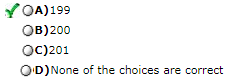 A)199
B)200
C)201
D)None of the choices are correct